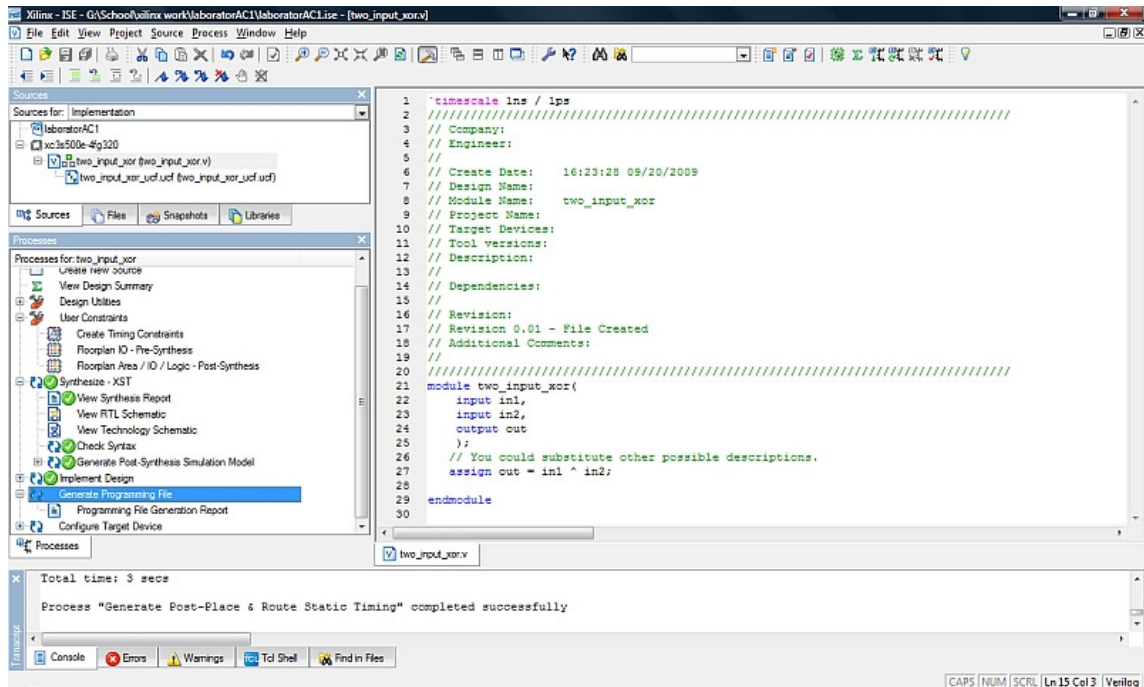 Xilinx - ISE - G:\School\xilinx work\laboratorAC1\laboratorAC1.ise - [two_input_xor.v]
File Edit View Project Source Process Window Help
Sources
Sources for: Implementation
laboratorAC1
xc3s500e-4fg320
two_input_xor (two_input_xor.v)
two_input_xor_ucf.ucf (two_input_xor_ucf.ucf)
Sources Files Snapshots Libraries
Processes
Processes for: two_input_xor
Create New Source
View Design Summary
Design Utilities
User Constraints
Create Timing Constraints
Floorplan IO - Pre-Synthesis
Floorplan Area / IO / Logic - Post-Synthesis
Synthesize - XST
View Synthesis Report
View RTL Schematic
View Technology Schematic
Check Syntax
Generate Post-Synthesis Simulation Model
Implement Design
Generate Programming File
Programming File Generation Report
Configure Target Device
Processes
1 `timescale 1ns / 1ps
2 //////////////////////////////////////////////////////////////////////////////////
3 // Company:
4 // Engineer:
5 //
6 // Create Date:    16:23:28 09/20/2009
7 // Design Name:
8 // Module Name:    two_input_xor
9 // Project Name:
10 // Target Devices:
11 // Tool versions:
12 // Description:
13 //
14 // Dependencies:
15 //
16 // Revision:
17 // Revision 0.01 - File Created
18 // Additional Comments:
19 //
20 //////////////////////////////////////////////////////////////////////////////////
21 module two_input_xor(
22     input in1,
23     input in2,
24     output out
25     );
26    // You could substitute other possible descriptions.
27    assign out = in1 ^ in2;
28
29 endmodule
30
two_input_xor.v
Total time: 3 secs
Process "Generate Post-Place & Route Static Timing" completed successfully
Transcript
Console Errors Warnings Tcl Shell Find in Files
CAPS NUM SCRL Ln 15 Col 3 Verilog